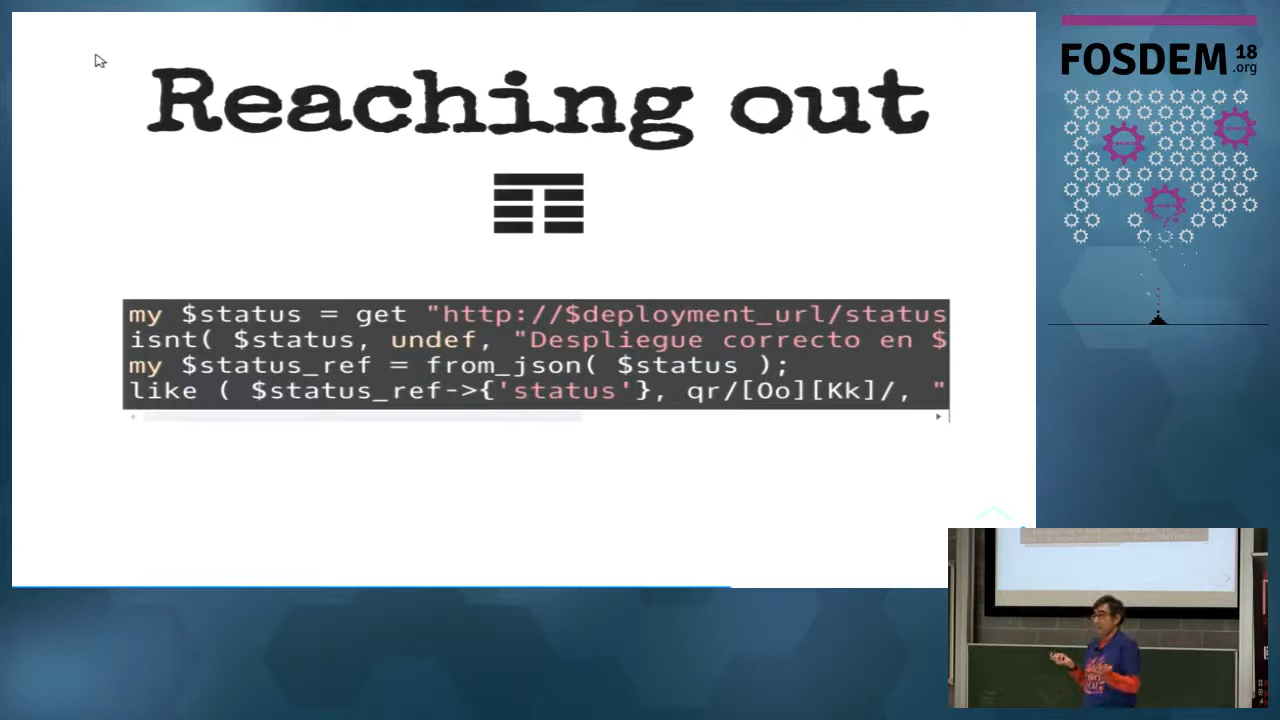 Reaching out
my $status = get "http://$deployment_url/status
isnt( $status, undef, "Despliegue correcto en $
my $status_ref = from_json( $status );
like ( $status_ref->{'status'}, qr/[Oo][Kk]/, "
FOSDEM 18
.org